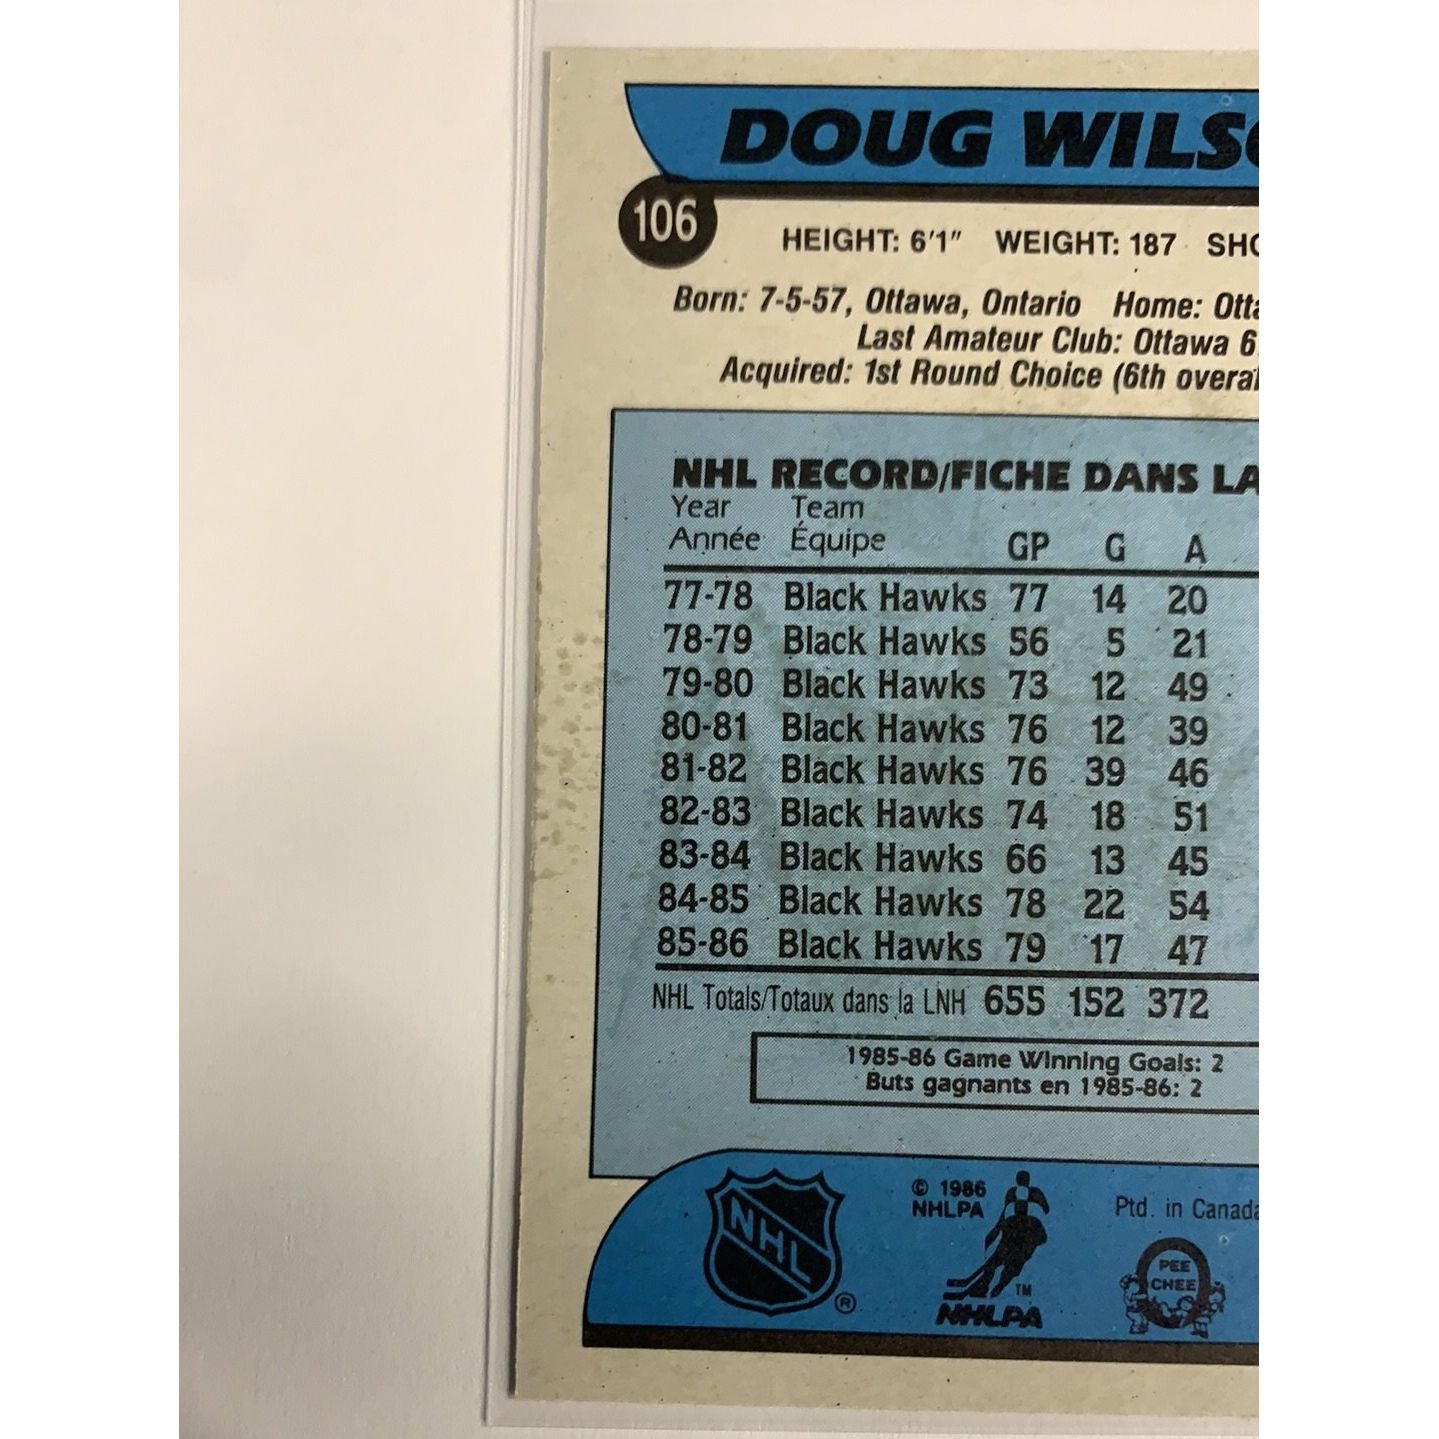 DOUG WILSO
106
HEIGHT: 6'1" WEIGHT: 187 SHO
Born: 7-5-57, Ottawa, Ontario Home: Otta
Last Amateur Club: Ottawa 6
Acquired: 1st Round Choice (6th overal
NHL RECORD/FICHE DANS LA
Year Team
Année Équipe GP G A
77-78 Black Hawks 77 14 20
78-79 Black Hawks 56 5 21
79-80 Black Hawks 73 12 49
80-81 Black Hawks 76 12 39
81-82 Black Hawks 76 39 46
82-83 Black Hawks 74 18 51
83-84 Black Hawks 66 13 45
84-85 Black Hawks 78 22 54
85-86 Black Hawks 79 17 47
NHL Totals/Totaux dans la LNH 655 152 372
1985-86 Game Winning Goals: 2
Buts gagnants en 1985-86: 2
NHL ®
© 1986
NHLPA
TM
NHLPA
Ptd. in Canada
O
PEE
CHEE